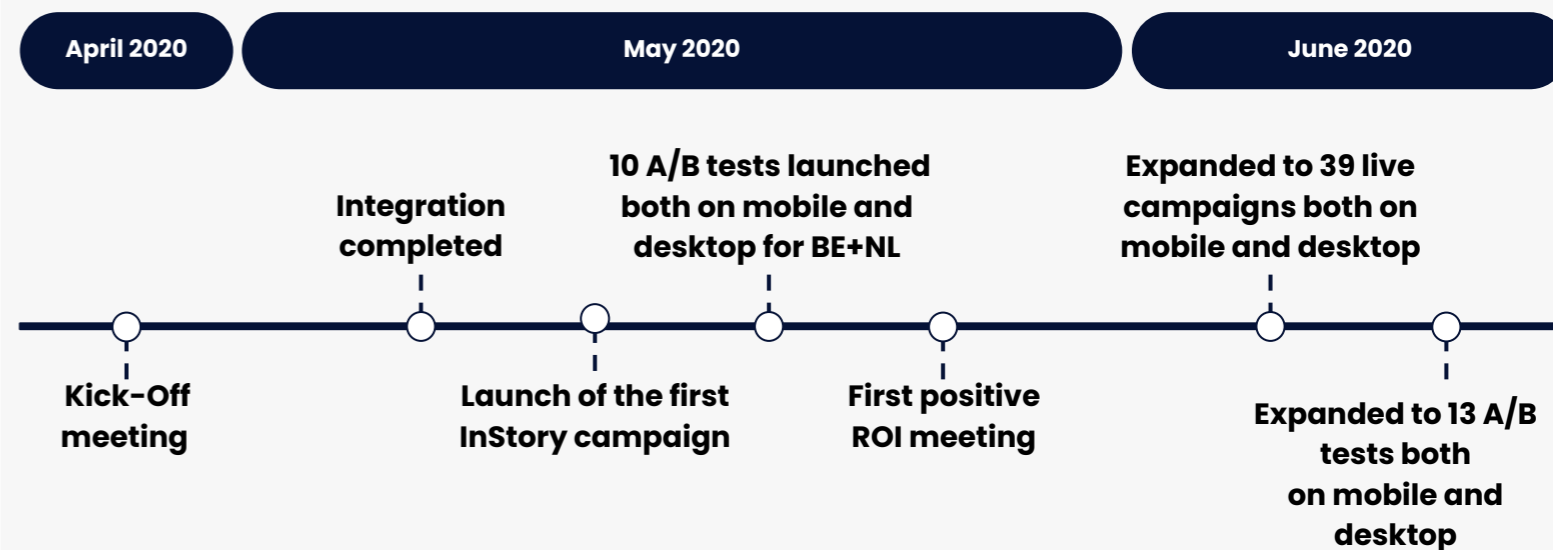 April 2020
May 2020
June 2020
Kick-Off
meeting
Integration
completed
Launch of the first
InStory campaign
10 A/B tests launched
both on mobile and
desktop for BE+NL
First positive
ROI meeting
Expanded to 39 live
campaigns both on
mobile and desktop
Expanded to 13 A/B
tests both
on mobile and
desktop